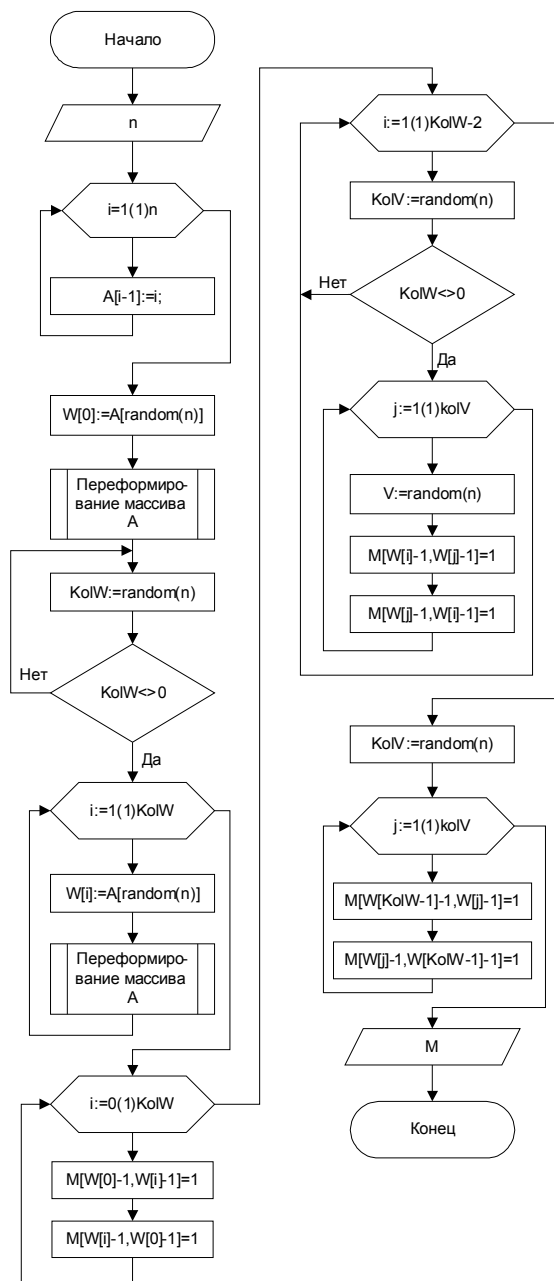 Начало
n
i=1(1)n
A[i-1]:=i;
W[0]:=A[random(n)]
Переформиро-
вание массива
A
KolW:=random(n)
Нет
KolW<>0
Да
i:=1(1)KolW
W[i]:=A[random(n)]
Переформиро-
вание массива
A
i:=0(1)KolW
M[W[0]-1,W[i]-1]=1
M[W[i]-1,W[0]-1]=1
i:=1(1)KolW-2
KolV:=random(n)
Нет
KolW<>0
Да
j:=1(1)kolV
V:=random(n)
M[W[i]-1,W[j]-1]=1
M[W[j]-1,W[i]-1]=1
KolV:=random(n)
j:=1(1)kolV
M[W[KolW-1]-1,W[j]-1]=1
M[W[j]-1,W[KolW-1]-1]=1
M
Конец